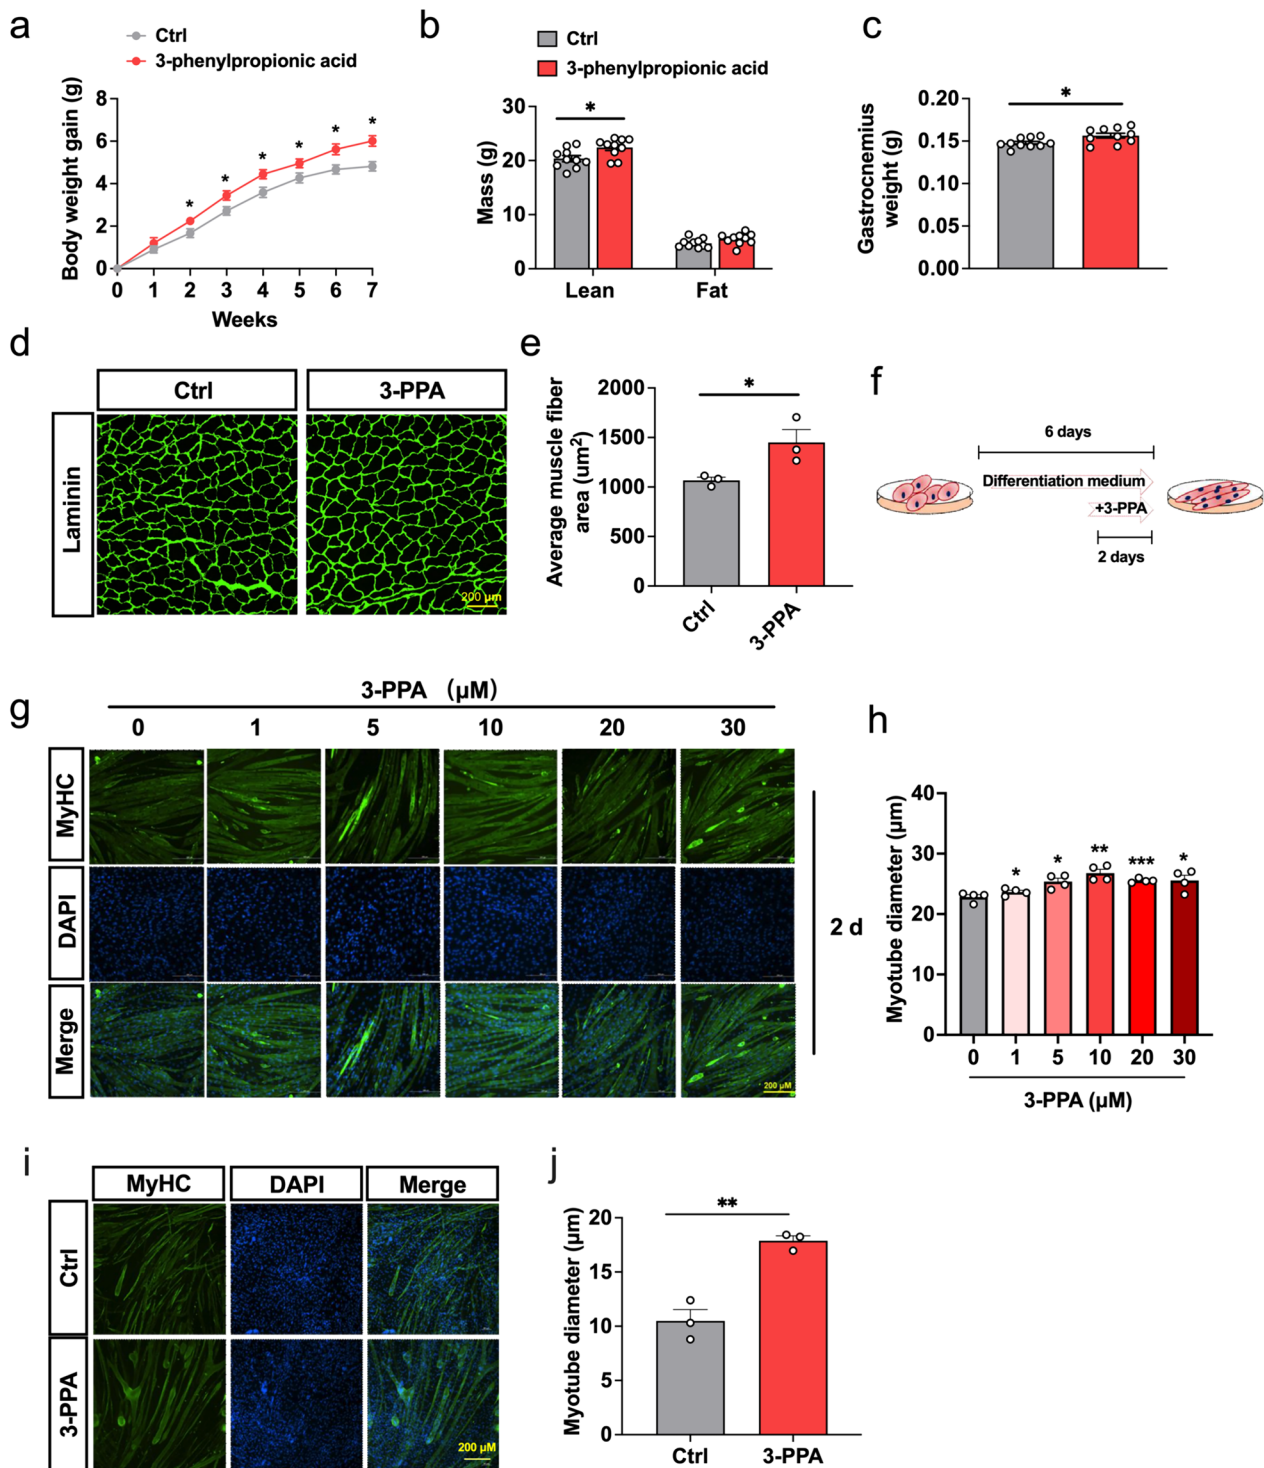 a
Ctrl
3-phenylpropionic acid
Body weight gain (g)
8
6
4
2
0
* * * * * *
0 1 2 3 4 5 6 7
Weeks
b
Ctrl
3-phenylpropionic acid
Mass (g)
30
20
10
0
*
Lean Fat
c
Gastrocnemius
weight (g)
0.20
0.15
0.10
0.05
0.00
*
d
Ctrl 3-PPA
Laminin
200 µm
e
Average muscle fiber
area (um²)
2000
1500
1000
500
0
*
Ctrl 3-PPA
f
6 days
Differentiation medium
+3-PPA
2 days
g
3-PPA (µM)
0 1 5 10 20 30
MyHC
DAPI
Merge
2 d
200 µM
h
Myotube diameter (µm)
40
30
20
10
0
* * ** *** *
0 1 5 10 20 30
3-PPA (µM)
i
MyHC DAPI Merge
Ctrl
3-PPA
200 µM
j
Myotube diameter (µm)
20
15
10
5
0
**
Ctrl 3-PPA